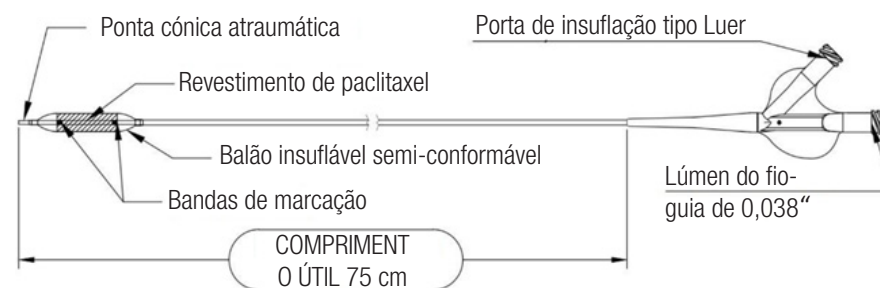 Ponta cónica atraumática
Porta de insuflação tipo Luer
Revestimento de paclitaxel
Balão insuflável semi-conformável
Bandas de marcação
Lúmen do fio-
guia de 0,038“
COMPRIMENT
O ÚTIL 75 cm